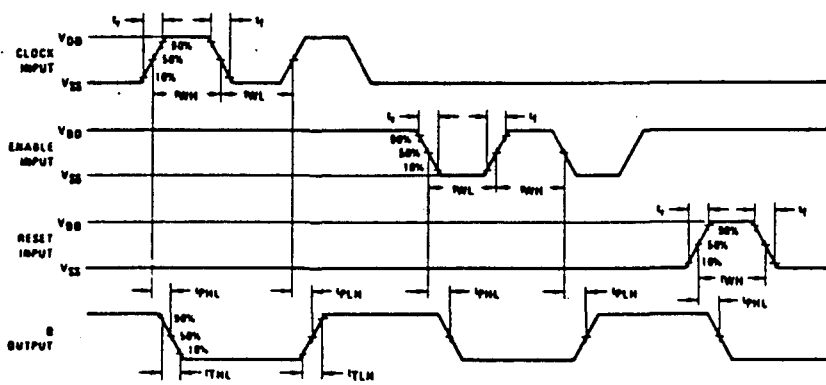 tr tf
VDD
CLOCK INPUT
90%
50%
10%
VSS
tWH tWL
tr tf
VDD
ENABLE INPUT
90%
50%
10%
VSS
tWL tWH
tr tf
VDD
RESET INPUT
90%
50%
10%
VSS
tWH
tPHL tPLH tPHL tPLH tPHL
OUTPUT
90%
50%
10%
tTHL tTLH